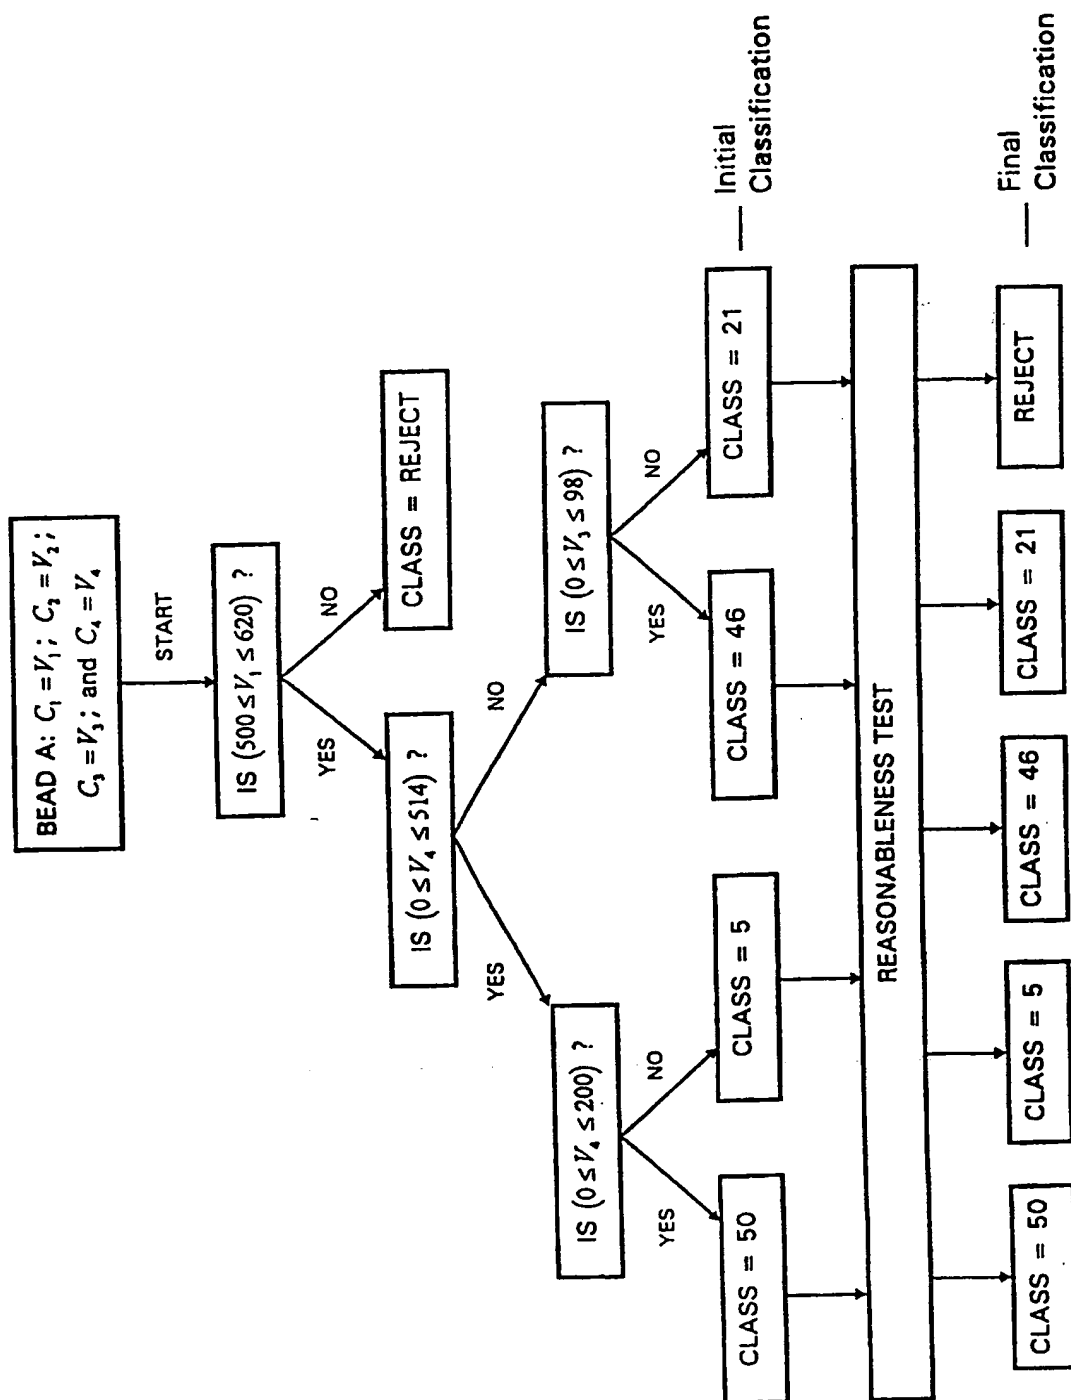 BEAD A: C₁ = V₁; C₂ = V₂;
C₃ = V₃; and C₄ = V₄
START
IS (500 ≤ V₁ ≤ 620) ?
YES
NO
IS (0 ≤ V₄ ≤ 514) ?
CLASS = REJECT
YES
NO
IS (0 ≤ V₄ ≤ 200) ?
IS (0 ≤ V₃ ≤ 98) ?
YES
NO
YES
NO
CLASS = 50
CLASS = 5
CLASS = 46
CLASS = 21
Initial
Classification
REASONABLENESS TEST
CLASS = 50
CLASS = 5
CLASS = 46
CLASS = 21
REJECT
Final
Classification